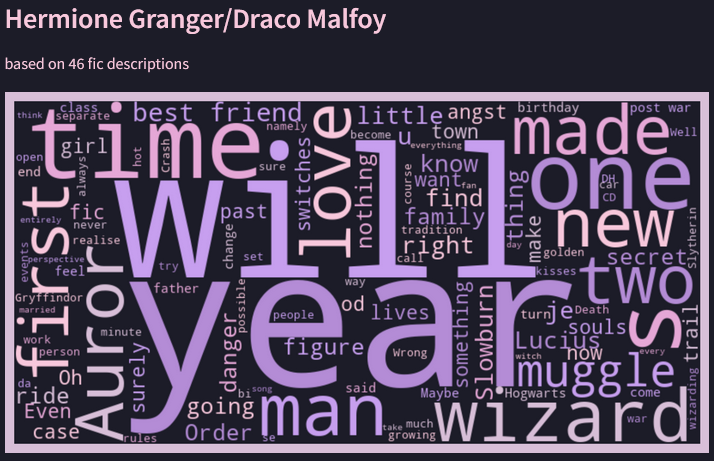 Hermione Granger/Draco Malfoy
based on 46 fic descriptions
think class best friend little angst birthday post war
separate time namely love become u town made Well
open girl hot Crash sure switches everything one
end always know DH car CD
first fic past nothing want fan course find thing new slytherin
entirely never family
realise change tradition right make golden secret
events perspective feel try set call day kisses two
Gryffindor Auror will
married father possible way od something turn je Death s
work minute people lives souls trail
person danger year figure Slowburn Lucius
surely Wrong now every
da Oh witch muggle
ride bi song said Maybe Hogwarts come wizarding
Even going man wizard war
case Order take much
rules se growing